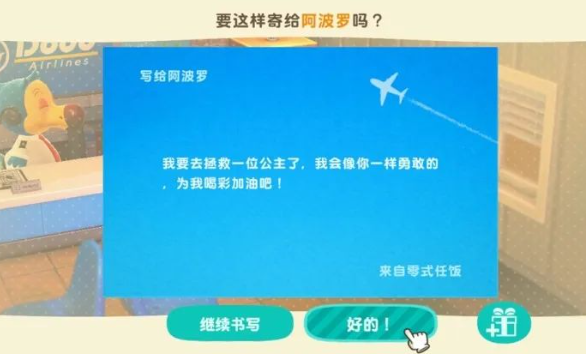 要这样寄给阿波罗吗？
Airlines
写给阿波罗
我要去拯救一位公主了，我会像你一样勇敢的
，为我喝彩加油吧！
来自零式任饭
继续书写
好的！